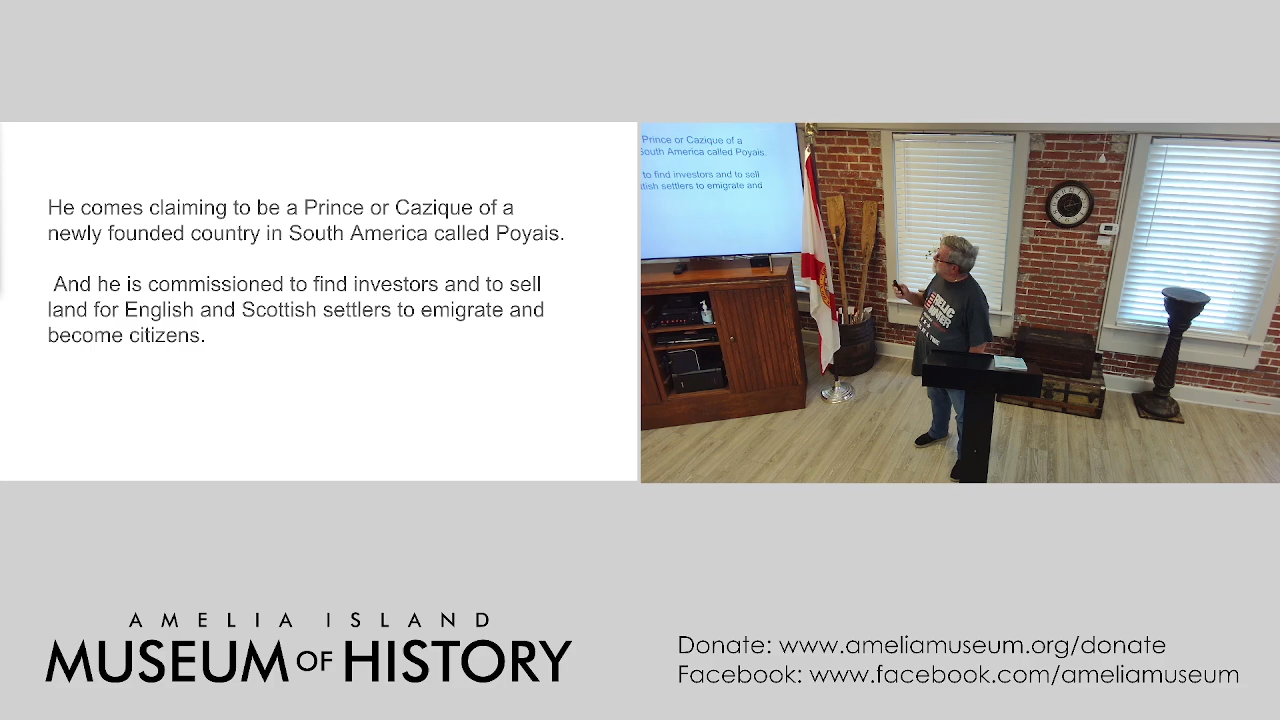 He comes claiming to be a Prince or Cazique of a
newly founded country in South America called Poyais.
And he is commissioned to find investors and to sell
land for English and Scottish settlers to emigrate and
become citizens.
Prince or Cazique of a
South America called Poyais.
to find investors and to sell
settlers to emigrate and
RELIC
AMELIA ISLAND
MUSEUM OF HISTORY
Donate: www.ameliamuseum.org/donate
Facebook: www.facebook.com/ameliamuseum